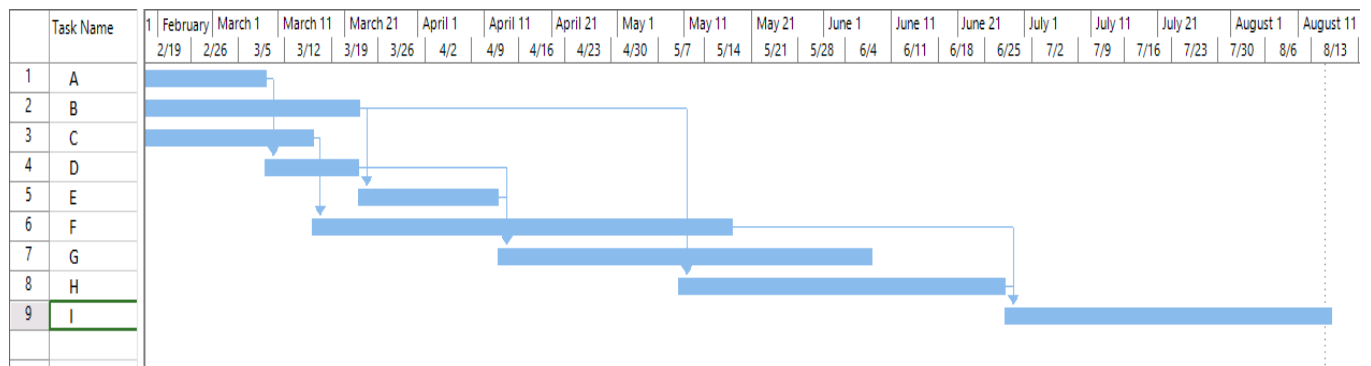 Task Name
1 February March 1 March 11 March 21 April 1 April 11 April 21 May 1 May 11 May 21 June 1 June 11 June 21 July 1 July 11 July 21 August 1 August 11
2/19 2/26 3/5 3/12 3/19 3/26 4/2 4/9 4/16 4/23 4/30 5/7 5/14 5/21 5/28 6/4 6/11 6/18 6/25 7/2 7/9 7/16 7/23 7/30 8/6 8/13
1 A
2 B
3 C
4 D
5 E
6 F
7 G
8 H
9 I